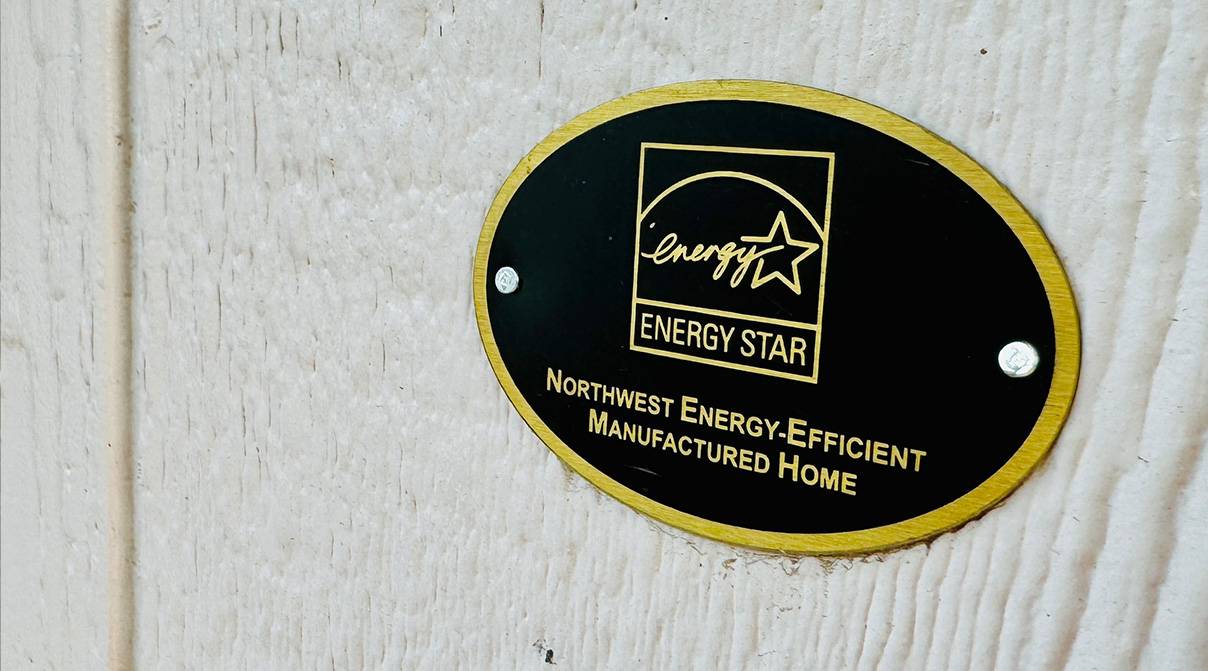 energy
ENERGY STAR
NORTHWEST ENERGY-EFFICIENT
MANUFACTURED HOME